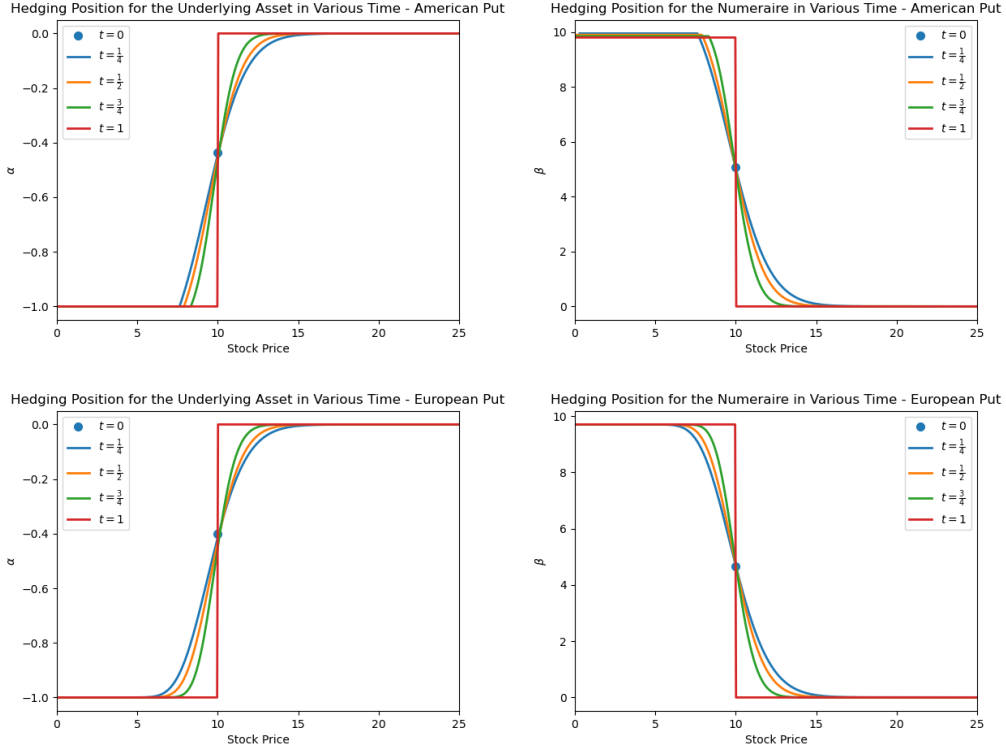 Hedging Position for the Underlying Asset in Various Time - American Put
0.0
−0.2
−0.4
−0.6
−0.8
−1.0
α
t = 0
t = 1/4
t = 1/2
t = 3/4
t = 1
0 5 10 15 20 25
Stock Price
Hedging Position for the Numeraire in Various Time - American Put
10
8
6
4
2
0
β
t = 0
t = 1/4
t = 1/2
t = 3/4
t = 1
0 5 10 15 20 25
Stock Price
Hedging Position for the Underlying Asset in Various Time - European Put
0.0
−0.2
−0.4
−0.6
−0.8
−1.0
α
t = 0
t = 1/4
t = 1/2
t = 3/4
t = 1
0 5 10 15 20 25
Stock Price
Hedging Position for the Numeraire in Various Time - European Put
10
8
6
4
2
0
β
t = 0
t = 1/4
t = 1/2
t = 3/4
t = 1
0 5 10 15 20 25
Stock Price